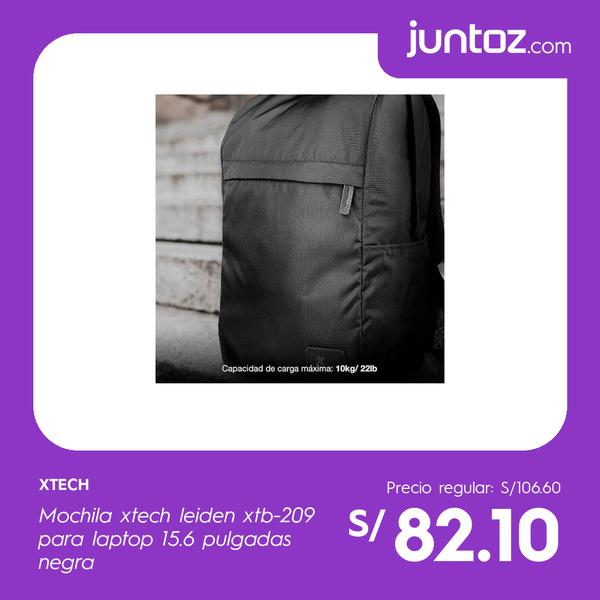 juntoz.com
Capacidad de carga máxima: 10kg/ 22lb
XTECH
Mochila xtech leiden xtb-209
para laptop 15.6 pulgadas
negra
Precio regular: S/106.60
S/ 82.10